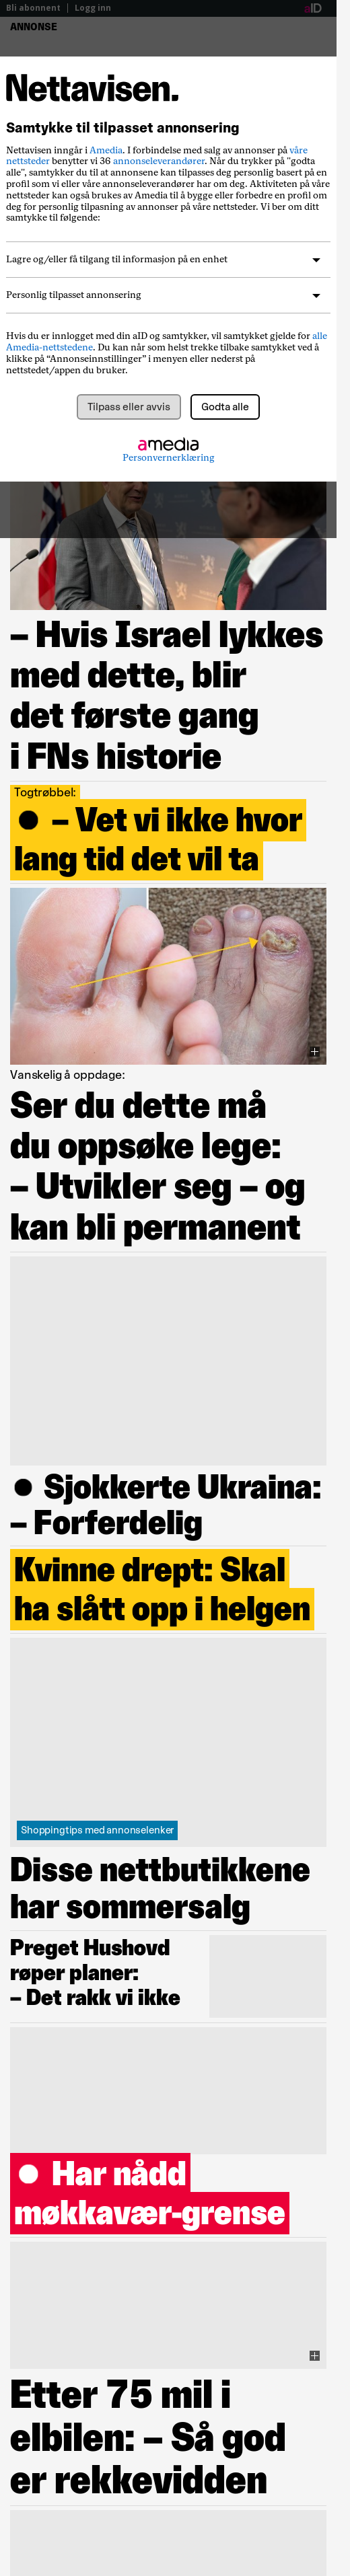 Bli abonnent | Logg inn
aID
ANNONSE
Nettavisen.
Samtykke til tilpasset annonsering
Nettavisen inngår i Amedia. I forbindelse med salg av annonser på våre
nettsteder benytter vi 36 annonseleverandører. Når du trykker på "godta
alle", samtykker du til at annonsene kan tilpasses deg personlig basert på en
profil som vi eller våre annonseleverandører har om deg. Aktiviteten på våre
nettsteder kan også brukes av Amedia til å bygge eller forbedre en profil om
deg for personlig tilpasning av annonser på våre nettsteder. Vi ber om ditt
samtykke til følgende:
Lagre og/eller få tilgang til informasjon på en enhet
Personlig tilpasset annonsering
Hvis du er innlogget med din aID og samtykker, vil samtykket gjelde for alle
Amedia-nettstedene. Du kan når som helst trekke tilbake samtykket ved å
klikke på “Annonseinnstillinger” i menyen eller nederst på
nettstedet/appen du bruker.
Tilpass eller avvis
Godta alle
amedia
Personvernerklæring
– Hvis Israel lykkes
med dette, blir
det første gang
i FNs historie
Togtrøbbel:
– Vet vi ikke hvor
lang tid det vil ta
Vanskelig å oppdage:
Ser du dette må
du oppsøke lege:
– Utvikler seg – og
kan bli permanent
Sjokkerte Ukraina:
– Forferdelig
Kvinne drept: Skal
ha slått opp i helgen
Shoppingtips med annonselenker
Disse nettbutikkene
har sommersalg
Preget Hushovd
røper planer:
– Det rakk vi ikke
Har nådd
møkkavær-grense
Etter 75 mil i
elbilen: – Så god
er rekkevidden